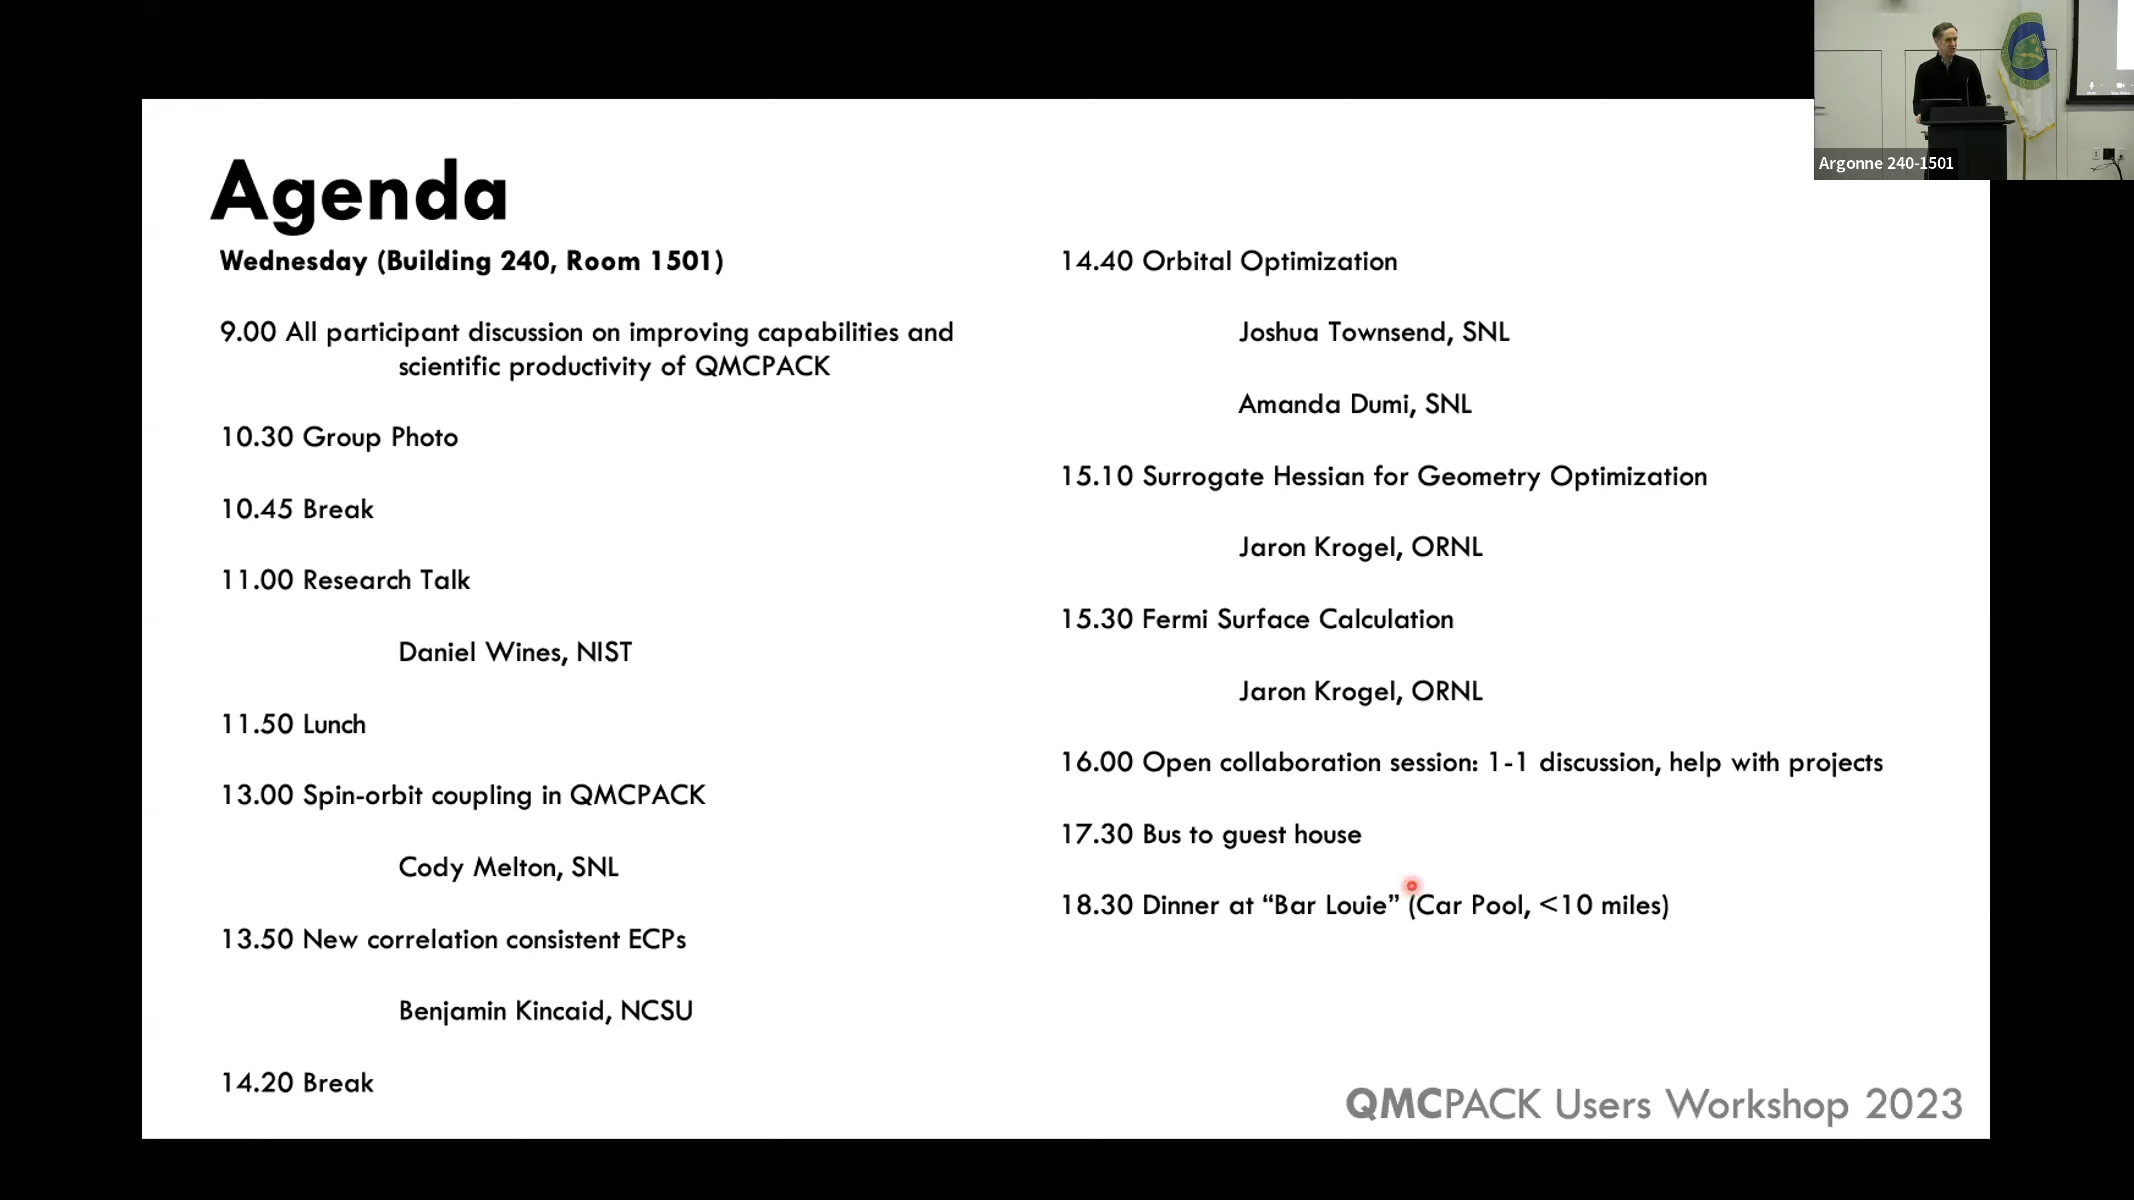 Agenda
Wednesday (Building 240, Room 1501)
9.00 All participant discussion on improving capabilities and
scientific productivity of QMCPACK
10.30 Group Photo
10.45 Break
11.00 Research Talk
Daniel Wines, NIST
11.50 Lunch
13.00 Spin-orbit coupling in QMCPACK
Cody Melton, SNL
13.50 New correlation consistent ECPs
Benjamin Kincaid, NCSU
14.20 Break
14.40 Orbital Optimization
Joshua Townsend, SNL
Amanda Dumi, SNL
15.10 Surrogate Hessian for Geometry Optimization
Jaron Krogel, ORNL
15.30 Fermi Surface Calculation
Jaron Krogel, ORNL
16.00 Open collaboration session: 1-1 discussion, help with projects
17.30 Bus to guest house
18.30 Dinner at “Bar Louie” (Car Pool, <10 miles)
QMCPACK Users Workshop 2023
Argonne 240-1501